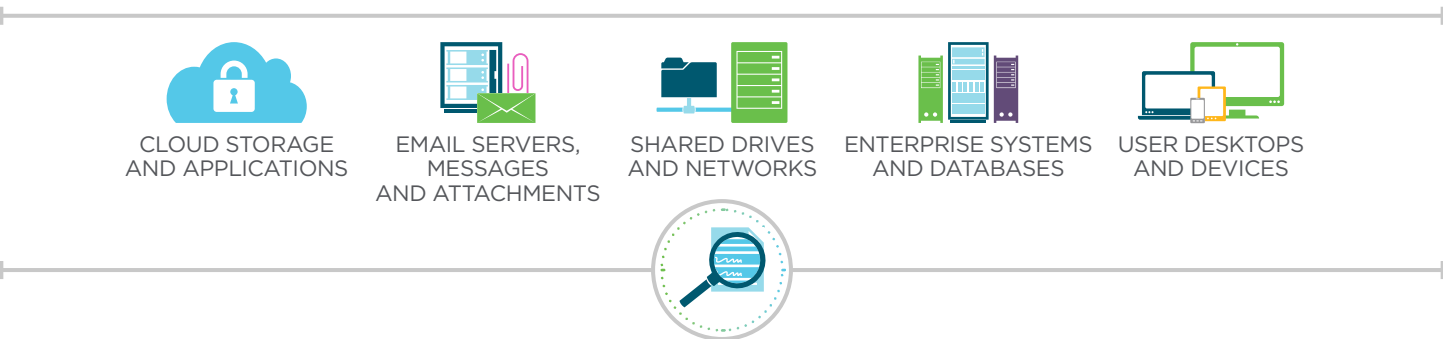 CLOUD STORAGE
AND APPLICATIONS
EMAIL SERVERS,
MESSAGES
AND ATTACHMENTS
SHARED DRIVES
AND NETWORKS
ENTERPRISE SYSTEMS
AND DATABASES
USER DESKTOPS
AND DEVICES